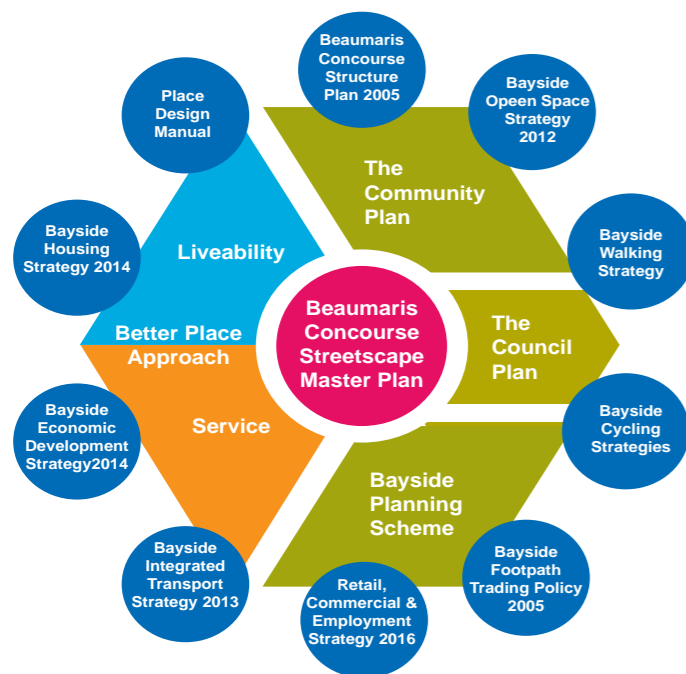 Beaumaris
Concourse
Structure
Plan 2005
Bayside
Opeen Space
Strategy
2012
Place
Design
Manual
The
Community
Plan
Bayside
Walking
Strategy
Bayside
Housing
Strategy 2014
Liveability
Beaumaris
Concourse
Streetscape
Master Plan
The
Council
Plan
Better Place
Approach
Bayside
Economic
Development
Strategy2014
Service
Bayside
Cycling
Strategies
Bayside
Planning
Scheme
Bayside
Integrated
Transport
Strategy 2013
Retail,
Commercial &
Employment
Strategy 2016
Bayside
Footpath
Trading Policy
2005